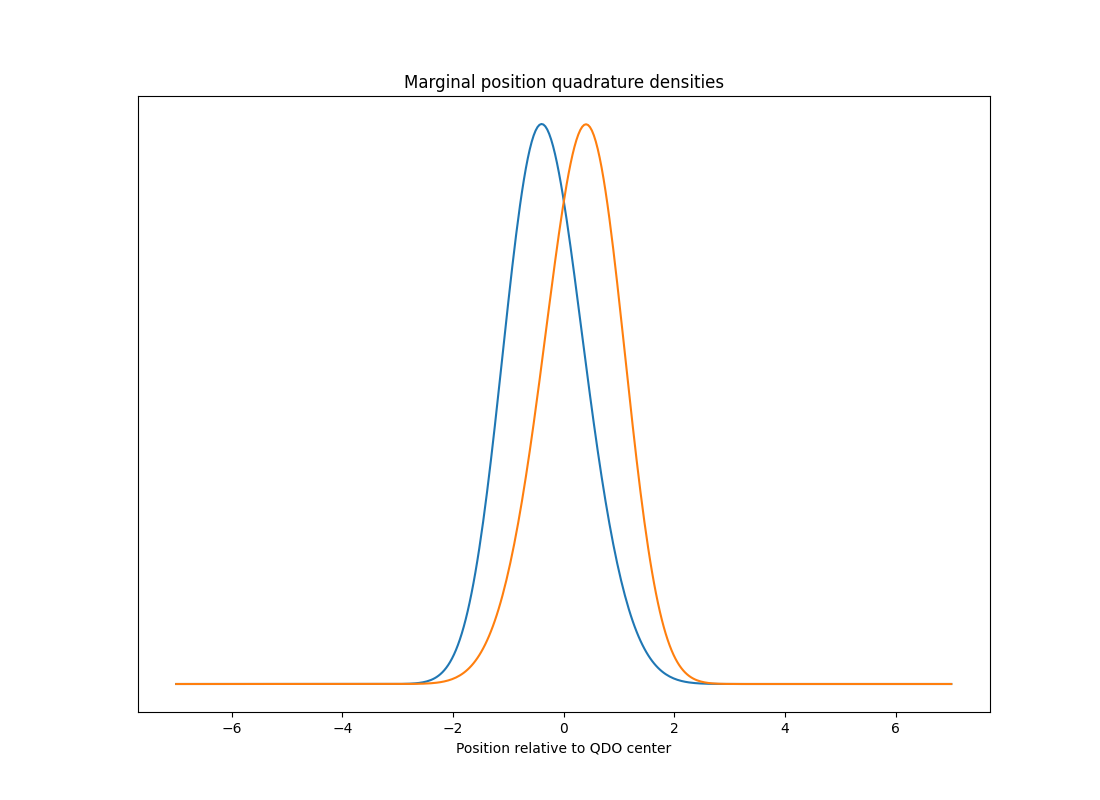 Marginal position quadrature densities
−6 −4 −2 0 2 4 6
Position relative to QDO center